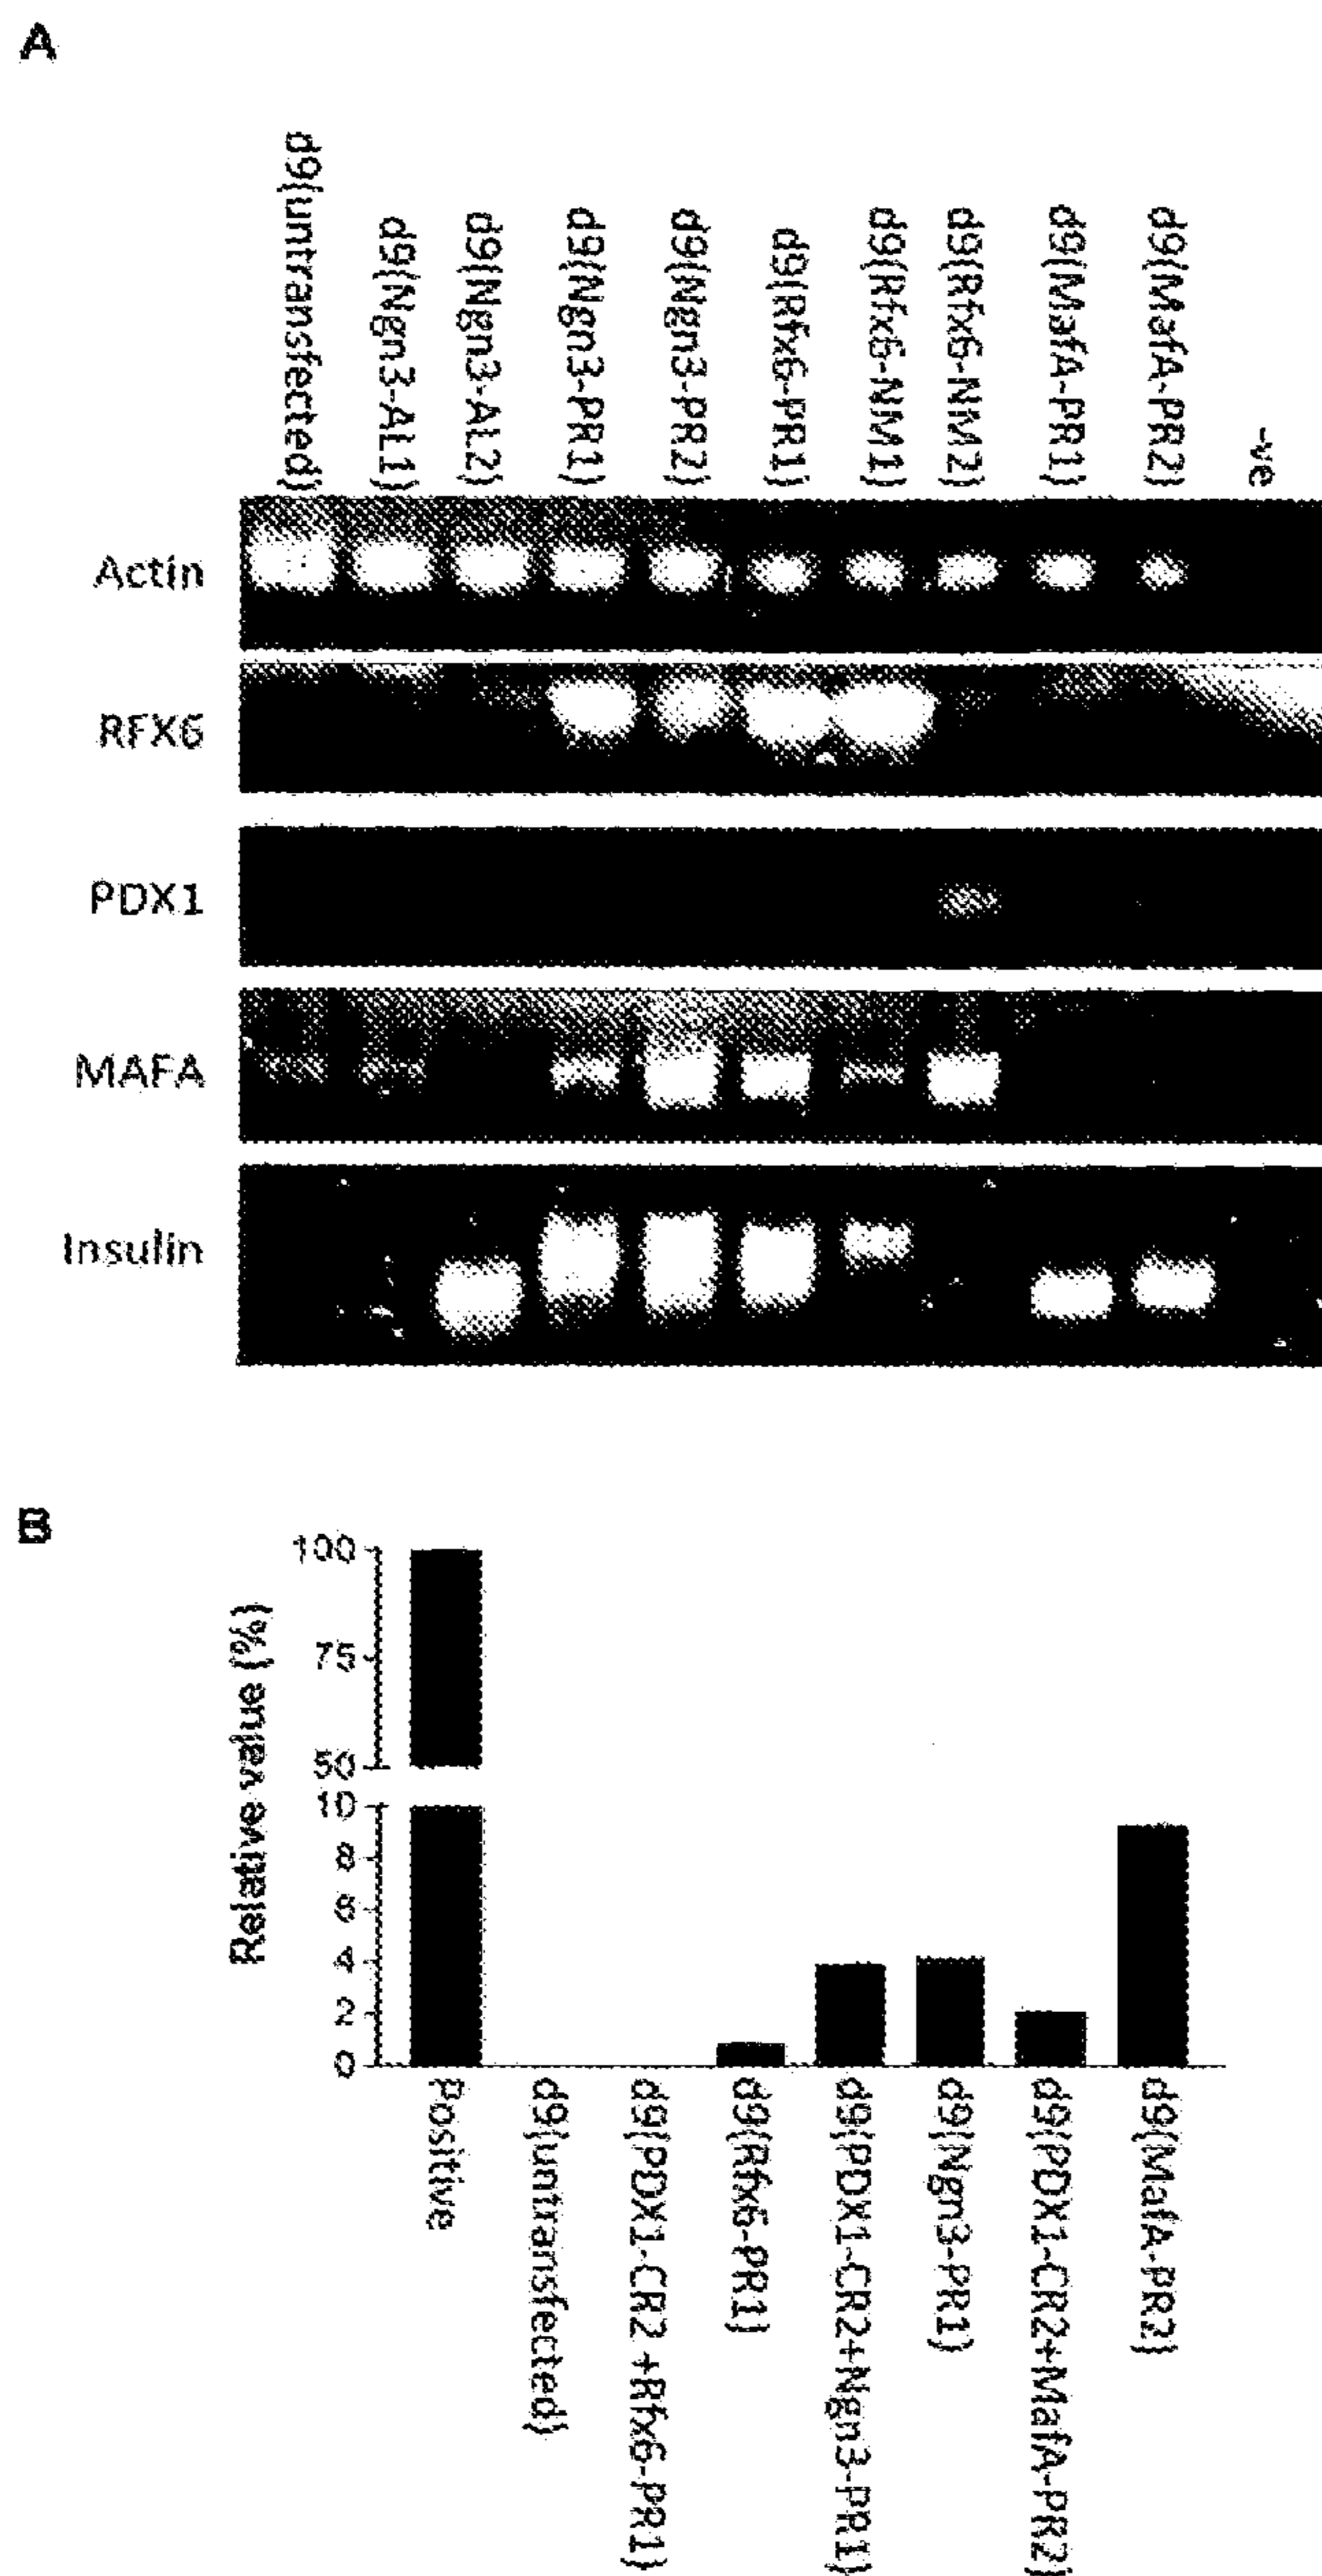 A
d9(untransfected)
d9(Ngn3-AL1)
d9(Ngn3-AL2)
d9(Ngn3-PR1)
d9(Ngn3-PR2)
d9(Rfx6-PR1)
d9(Rfx6-NM1)
d9(Rfx6-NM2)
d9(MafA-PR1)
d9(MafA-PR2)
-ve
Actin
RFX6
PDX1
MAFA
Insulin
B
Relative value (%)
100
75
50
10
8
6
4
2
0
Positive
d9(untransfected)
d9(PDX1-CR2 +Rfx6-PR1)
d9(Rfx6-PR1)
d9(PDX1-CR2+Ngn3-PR1)
d9(Ngn3-PR1)
d9(PDX1-CR2+MafA-PR2)
d9(MafA-PR2)